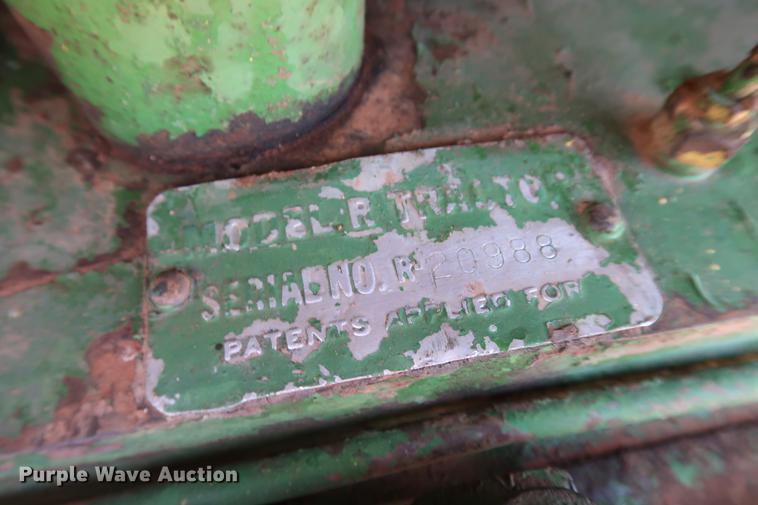 MODEL R TRACTOR
SERIAL NO. R 20988
PATENTS APPLIED FOR
Purple Wave Auction